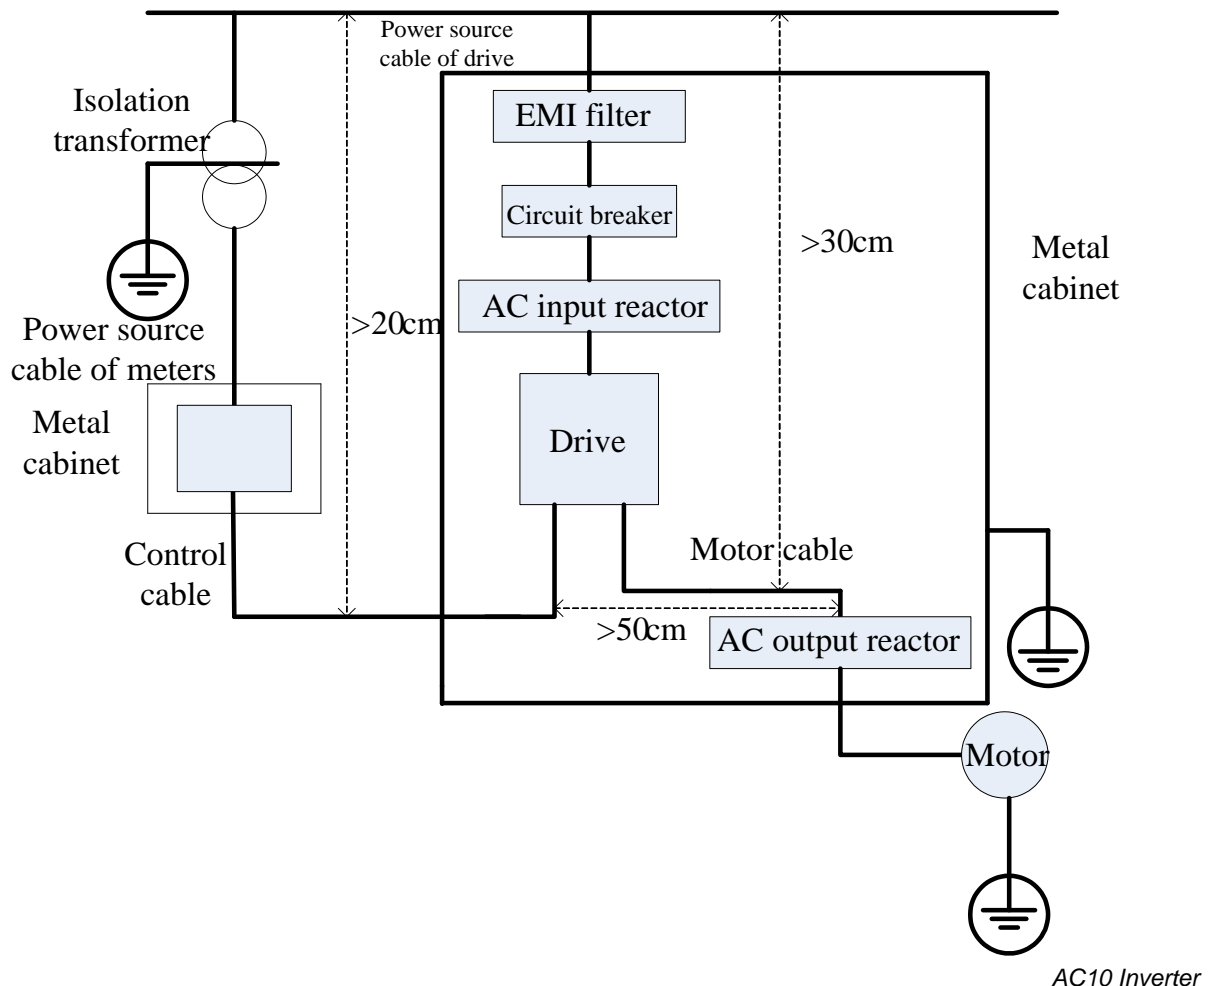 Power source
cable of drive
Isolation
transformer
EMI filter
Circuit breaker
>30cm
Metal
cabinet
AC input reactor
>20cm
Power source
cable of meters
Metal
cabinet
Drive
Control
cable
Motor cable
>50cm
AC output reactor
Motor
AC10 Inverter